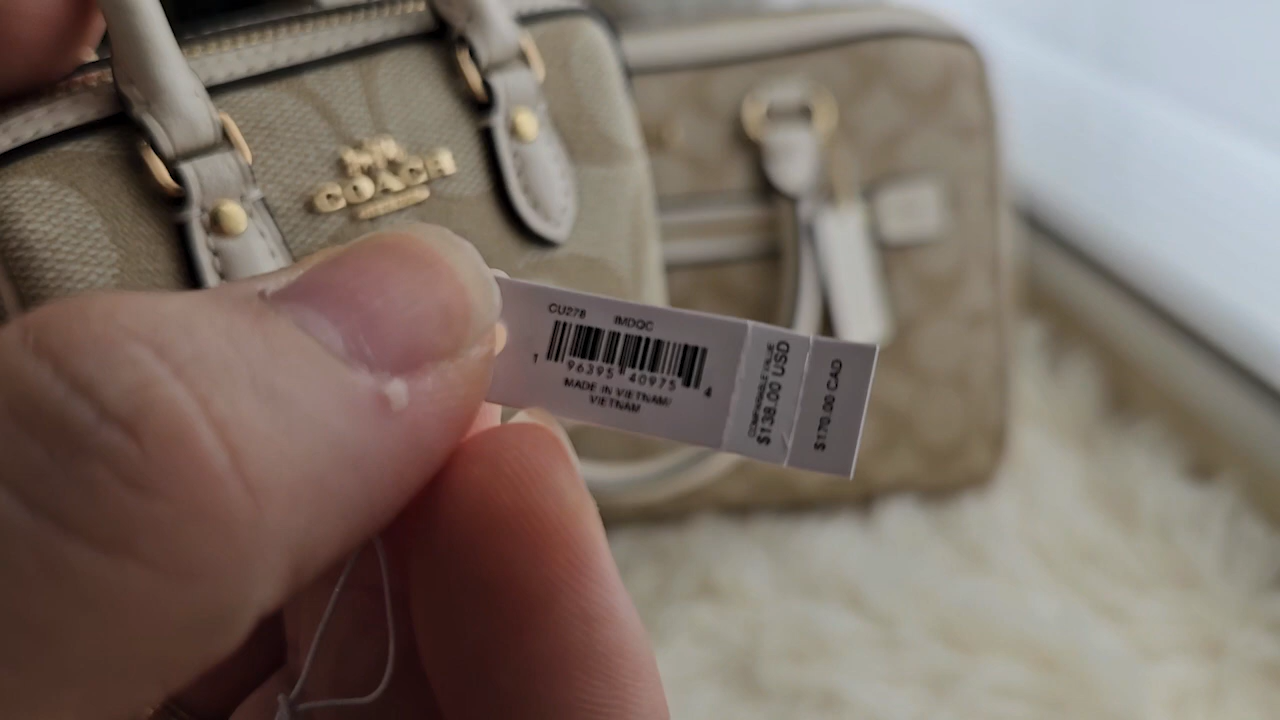 COACH
CU278 IMDQC
1 96395 40975 4
MADE IN VIETNAM/
VIETNAM
COMPARABLE VALUE
$138.00 USD
$170.00 CAD